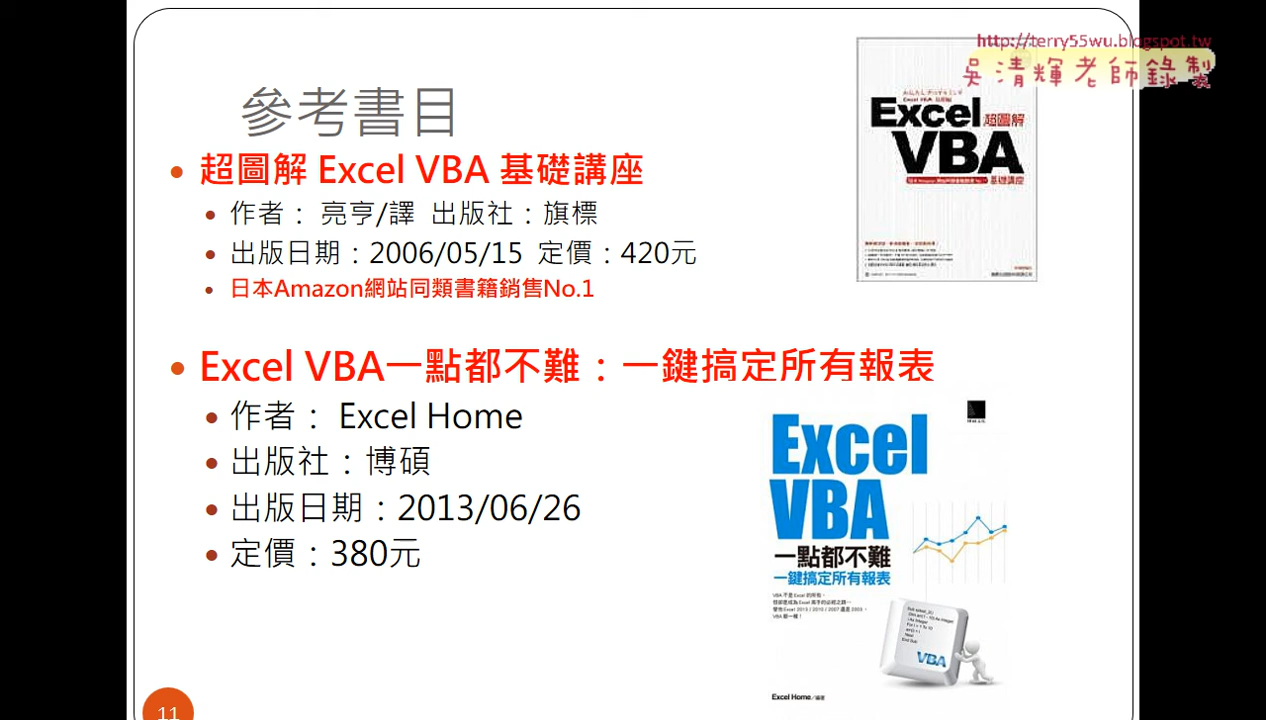 http://terry55wu.blogspot.tw
吳清輝老師錄製
參考書目
超圖解 Excel VBA 基礎講座
作者： 亮亨/譯 出版社：旗標
出版日期：2006/05/15 定價：420元
日本Amazon網站同類書籍銷售No.1
Excel 超圖解
VBA
基礎講座
Excel VBA一點都不難：一鍵搞定所有報表
作者： Excel Home
出版社：博碩
出版日期：2013/06/26
定價：380元
Excel
VBA
一點都不難
一鍵搞定所有報表
VBA
Excel Home／編著
11